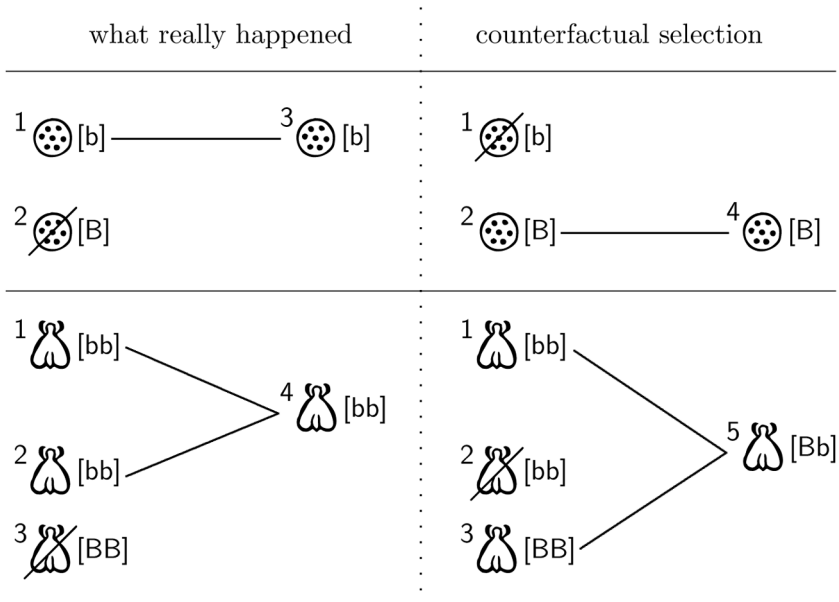 what really happened counterfactual selection
1 [b] 3 [b] 1 [b]
2 [B] 2 [B] 4 [B]
1 [bb] 1 [bb]
4 [bb]
5 [Bb]
2 [bb] 2 [bb]
3 [BB] 3 [BB]